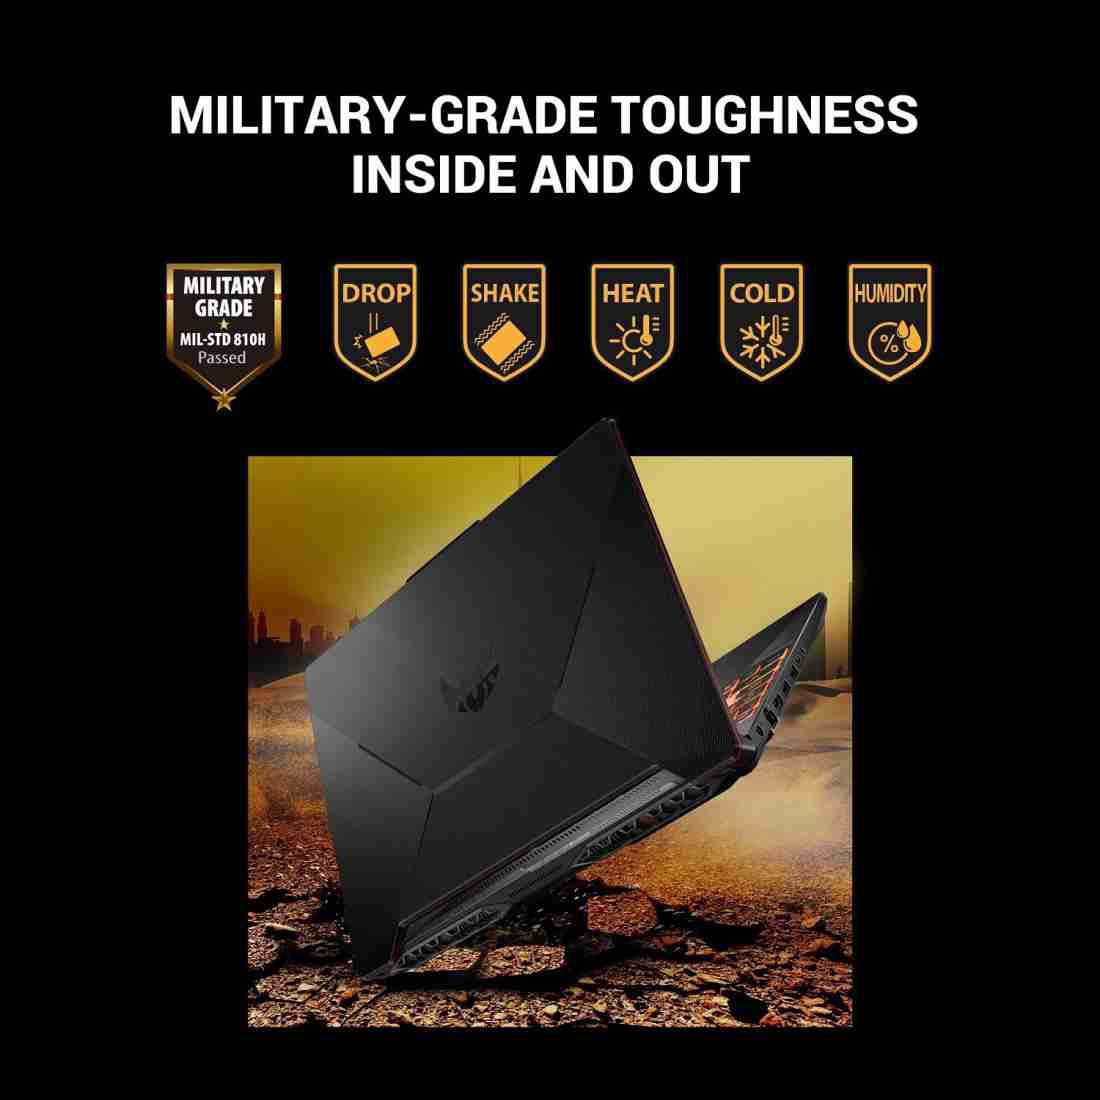 MILITARY-GRADE TOUGHNESS
INSIDE AND OUT
MILITARY
GRADE
MIL-STD 810H
Passed
DROP
SHAKE
HEAT
COLD
HUMIDITY
%